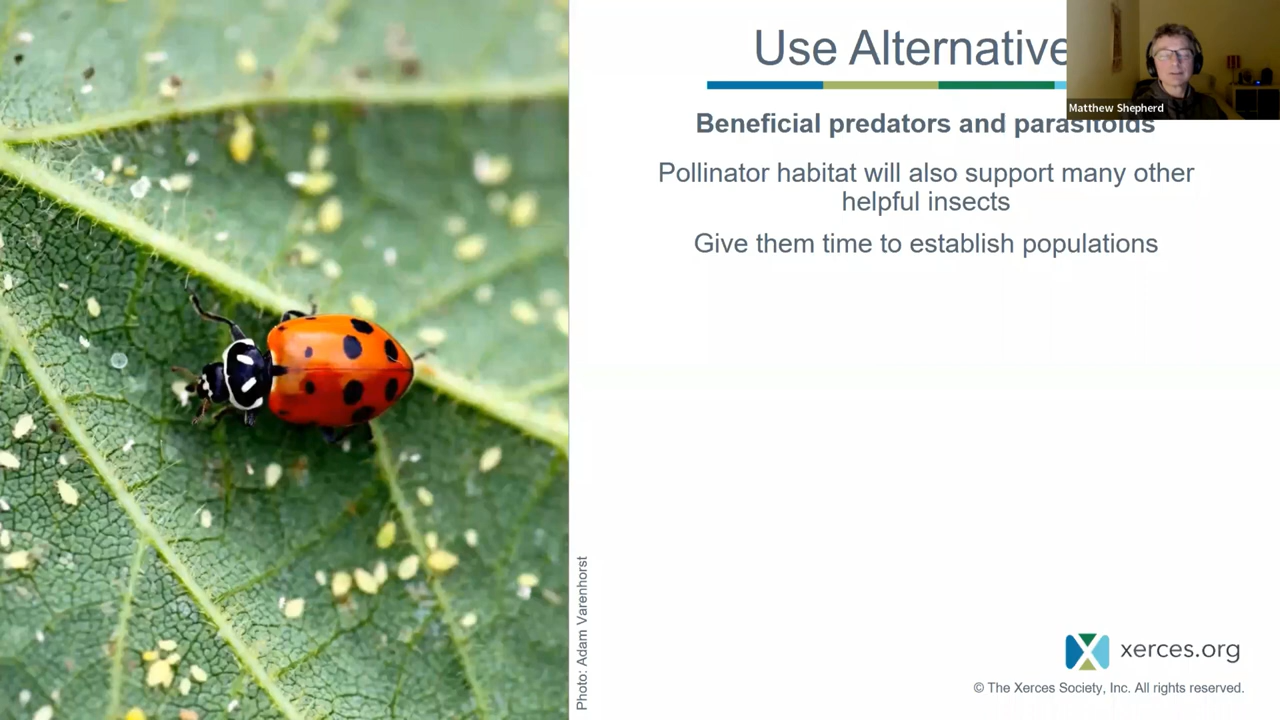 Use Alternative
Matthew Shepherd
Beneficial predators and parasitoids
Pollinator habitat will also support many other
helpful insects
Give them time to establish populations
Photo: Adam Varenhorst
xerces.org
© The Xerces Society, Inc. All rights reserved.